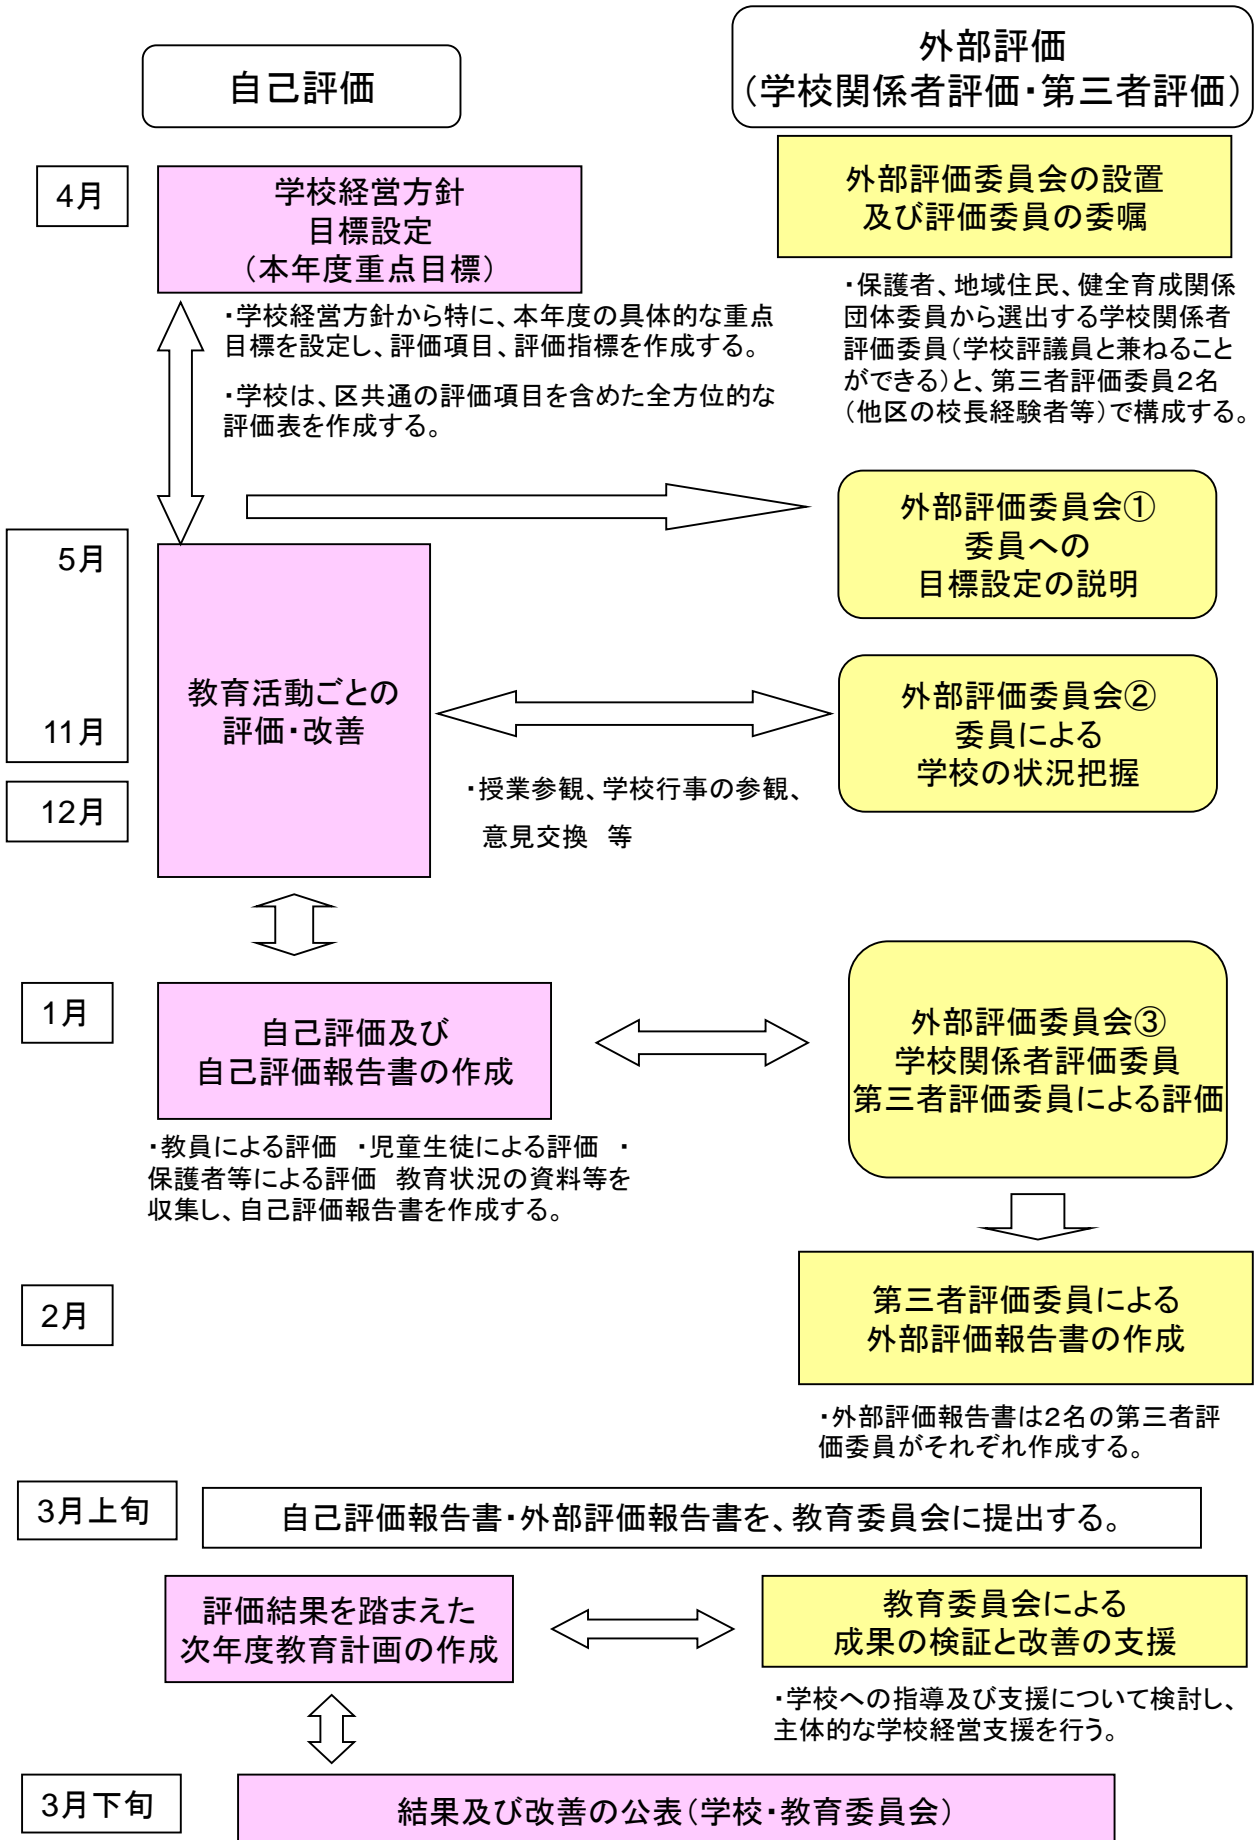 自己評価
外部評価
（学校関係者評価・第三者評価）
4月
学校経営方針
目標設定
（本年度重点目標）
外部評価委員会の設置
及び評価委員の委嘱
・学校経営方針から特に、本年度の具体的な重点
目標を設定し、評価項目、評価指標を作成する。
・学校は、区共通の評価項目を含めた全方位的な
評価表を作成する。
・保護者、地域住民、健全育成関係
団体委員から選出する学校関係者
評価委員（学校評議員と兼ねること
ができる）と、第三者評価委員２名
（他区の校長経験者等）で構成する。
外部評価委員会①
委員への
目標設定の説明
5月
11月
12月
教育活動ごとの
評価・改善
外部評価委員会②
委員による
学校の状況把握
・授業参観、学校行事の参観、
意見交換　等
1月
自己評価及び
自己評価報告書の作成
外部評価委員会③
学校関係者評価委員
第三者評価委員による評価
・教員による評価　・児童生徒による評価　・
保護者等による評価　教育状況の資料等を
収集し、自己評価報告書を作成する。
2月
第三者評価委員による
外部評価報告書の作成
・外部評価報告書は２名の第三者評
価委員がそれぞれ作成する。
3月上旬
自己評価報告書・外部評価報告書を、教育委員会に提出する。
評価結果を踏まえた
次年度教育計画の作成
教育委員会による
成果の検証と改善の支援
・学校への指導及び支援について検討し、
主体的な学校経営支援を行う。
3月下旬
結果及び改善の公表（学校・教育委員会）